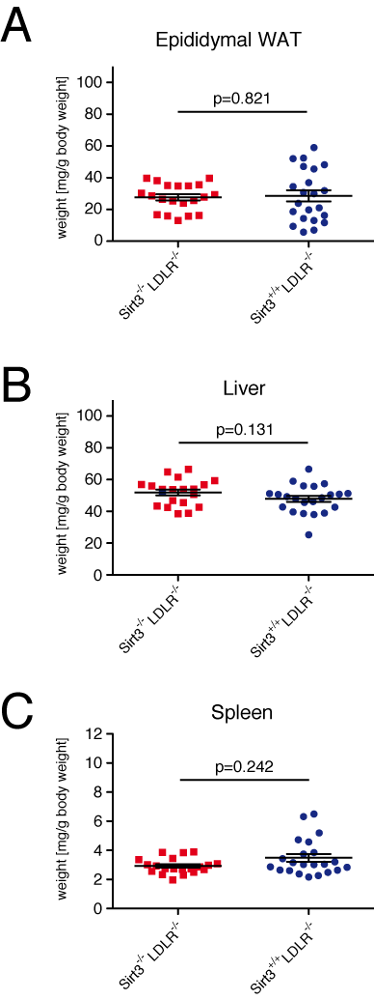 A
Epididymal WAT
weight [mg/g body weight]
100
80
60
40
20
0
p=0.821
Sirt3-/- LDLR-/-
Sirt3+/+ LDLR-/-
B
Liver
weight [mg/g body weight]
100
80
60
40
20
0
p=0.131
Sirt3-/- LDLR-/-
Sirt3+/+ LDLR-/-
C
Spleen
weight [mg/g body weight]
12
10
8
6
4
2
0
p=0.242
Sirt3-/- LDLR-/-
Sirt3+/+ LDLR-/-